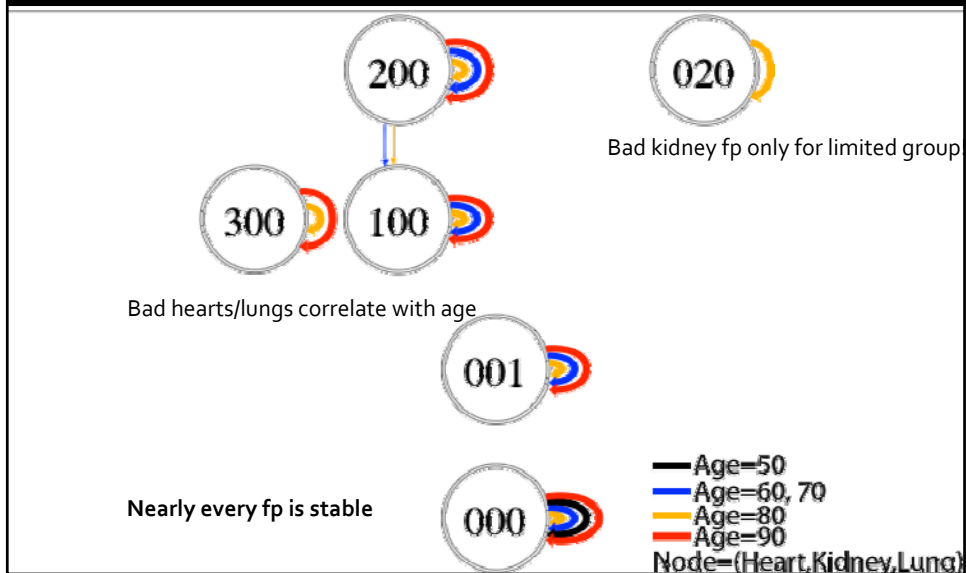 200
020
Bad kidney fp only for limited group.
300
100
Bad hearts/lungs correlate with age
001
Nearly every fp is stable
000
Age=50
Age=60, 70
Age=80
Age=90
Node=(Heart,Kidney,Lung)